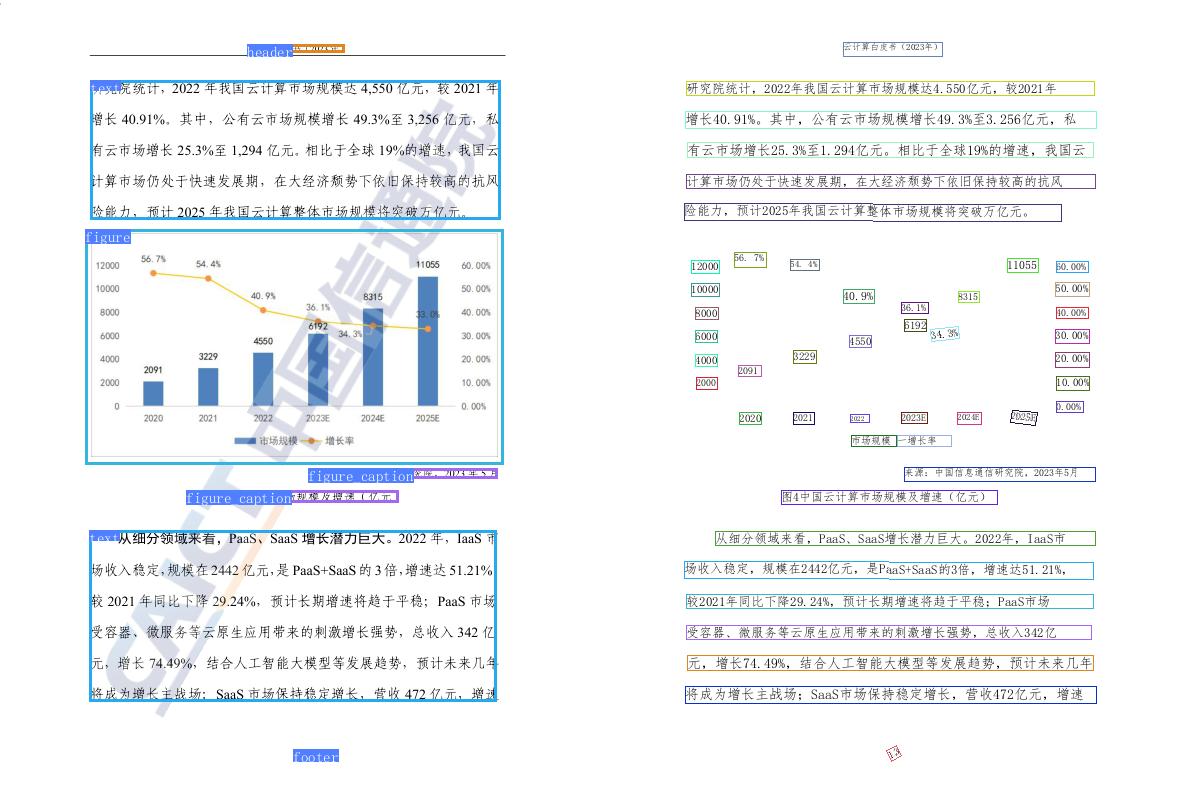 header
text
院统计，2022 年我国云计算市场规模达 4,550 亿元，较 2021 年
增长 40.91%。其中，公有云市场规模增长 49.3%至 3,256 亿元，私
有云市场增长 25.3%至 1,294 亿元。相比于全球 19%的增速，我国云
计算市场仍处于快速发展期，在大经济颓势下依旧保持较高的抗风
险能力，预计 2025 年我国云计算整体市场规模将突破万亿元。
figure
12000
10000
8000
6000
4000
2000
0
56.7%
54.4%
40.9%
36.1%
34.3%
33.0%
2091
3229
4550
6192
8315
11055
60.00%
50.00%
40.00%
30.00%
20.00%
10.00%
0.00%
2020
2021
2022
2023E
2024E
2025E
市场规模
增长率
figure caption
2023年5月
figure caption
规模及增速（亿元
text
从细分领域来看，PaaS、SaaS 增长潜力巨大。2022 年，IaaS 市
场收入稳定，规模在 2442 亿元，是 PaaS+SaaS 的 3 倍，增速达 51.21%
较 2021 年同比下降 29.24%，预计长期增速将趋于平稳；PaaS 市场
受容器、微服务等云原生应用带来的刺激增长强势，总收入 342 亿
元，增长 74.49%，结合人工智能大模型等发展趋势，预计未来几年
将成为增长主战场；SaaS 市场保持稳定增长，营收 472 亿元，增速
footer
CAICT 中国信通院
云计算白皮书（2023年）
研究院统计，2022年我国云计算市场规模达4.550亿元，较2021年
增长40.91%。其中，公有云市场规模增长49.3%至3.256亿元，私
有云市场增长25.3%至1.294亿元。相比于全球19%的增速，我国云
计算市场仍处于快速发展期，在大经济颓势下依旧保持较高的抗风
险能力，预计2025年我国云计算整体市场规模将突破万亿元。
12000
10000
8000
6000
4000
2000
56. 7%
54. 4%
40.9%
36.1%
34.3%
2091
3229
4550
6192
8315
11055
60.00%
50.00%
40.00%
30.00%
20.00%
10.00%
0.00%
2020
2021
2022
2023E
2024E
2025E
市场规模
一增长率
来源：中国信息通信研究院，2023年5月
图4中国云计算市场规模及增速（亿元）
从细分领域来看，PaaS、SaaS增长潜力巨大。2022年，IaaS市
场收入稳定，规模在2442亿元，是PaaS+SaaS的3倍，增速达51.21%，
较2021年同比下降29.24%，预计长期增速将趋于平稳；PaaS市场
受容器、微服务等云原生应用带来的刺激增长强势，总收入342亿
元，增长74.49%，结合人工智能大模型等发展趋势，预计未来几年
将成为增长主战场；SaaS市场保持稳定增长，营收472亿元，增速
13